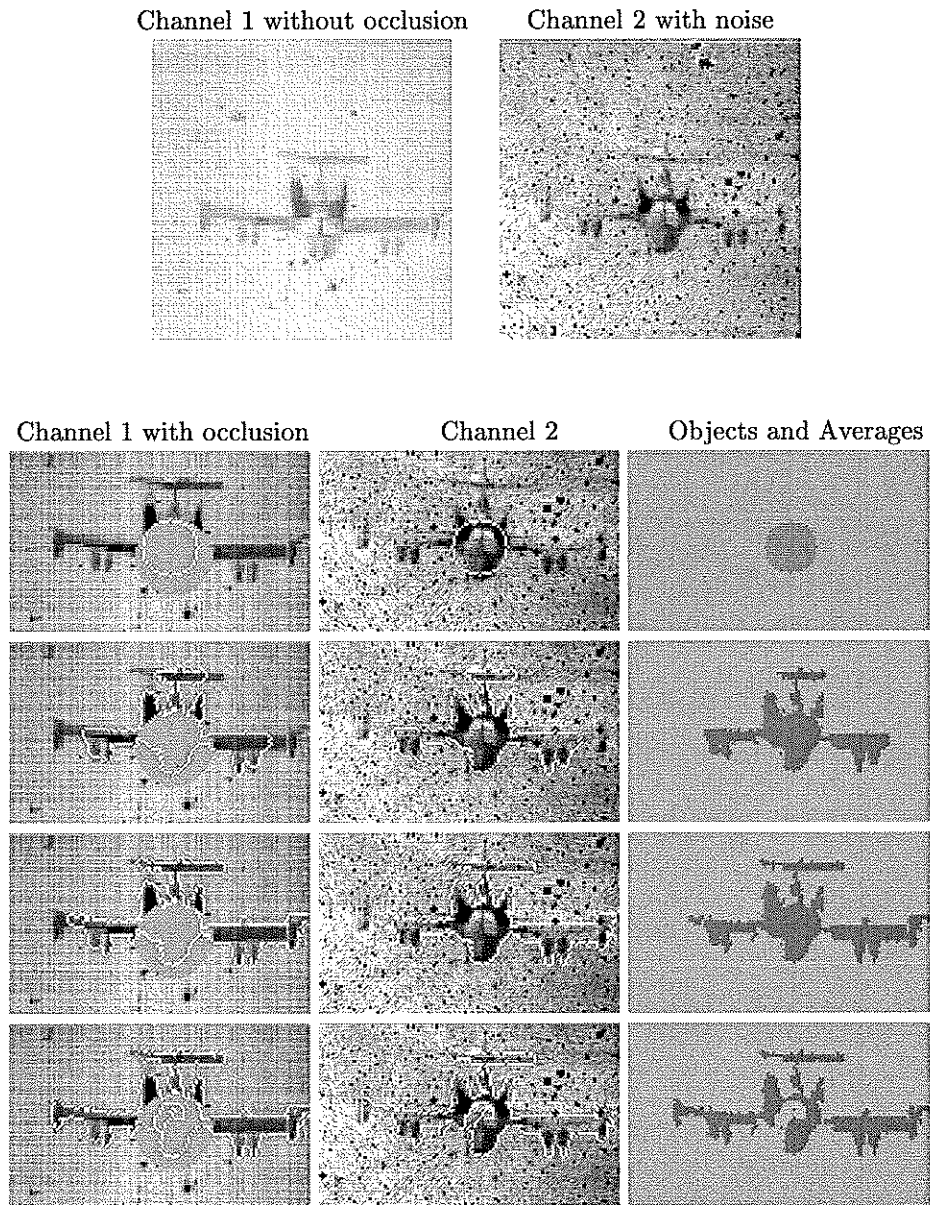 Channel 1 without occlusion
Channel 2 with noise
Channel 1 with occlusion
Channel 2
Objects and Averages